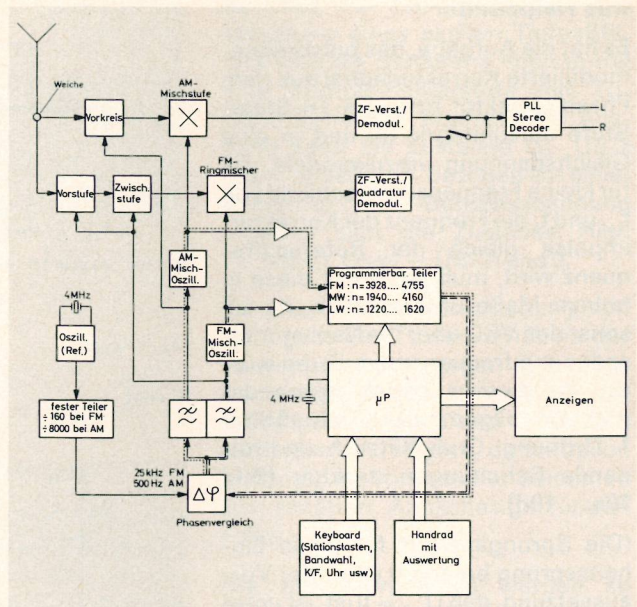 Weiche
Vorkreis
AM-
Mischstufe
ZF-Verst./
Demodul.
PLL
Stereo
Decoder
L
R
Vorstufe
Zwisch.
stufe
FM-
Ringmischer
ZF-Verst./
Quadratur
Demodul.
AM-
Misch-
Oszill.
Programmierbar. Teiler
FM : n=3928.... 4755
MW : n=1940.... 4160
LW : n=1220.... 1620
4MHz
Oszill.
(Ref.)
FM-
Misch-
Oszill.
fester Teiler
÷160 bei FM
÷8000 bei AM
4 MHz
µP
Anzeigen
25kHz FM
500Hz AM
Δφ
Phasenvergleich
Keyboard
(Stationstasten,
Bandwahl,
K/F, Uhr usw)
Handrad
mit
Auswertung